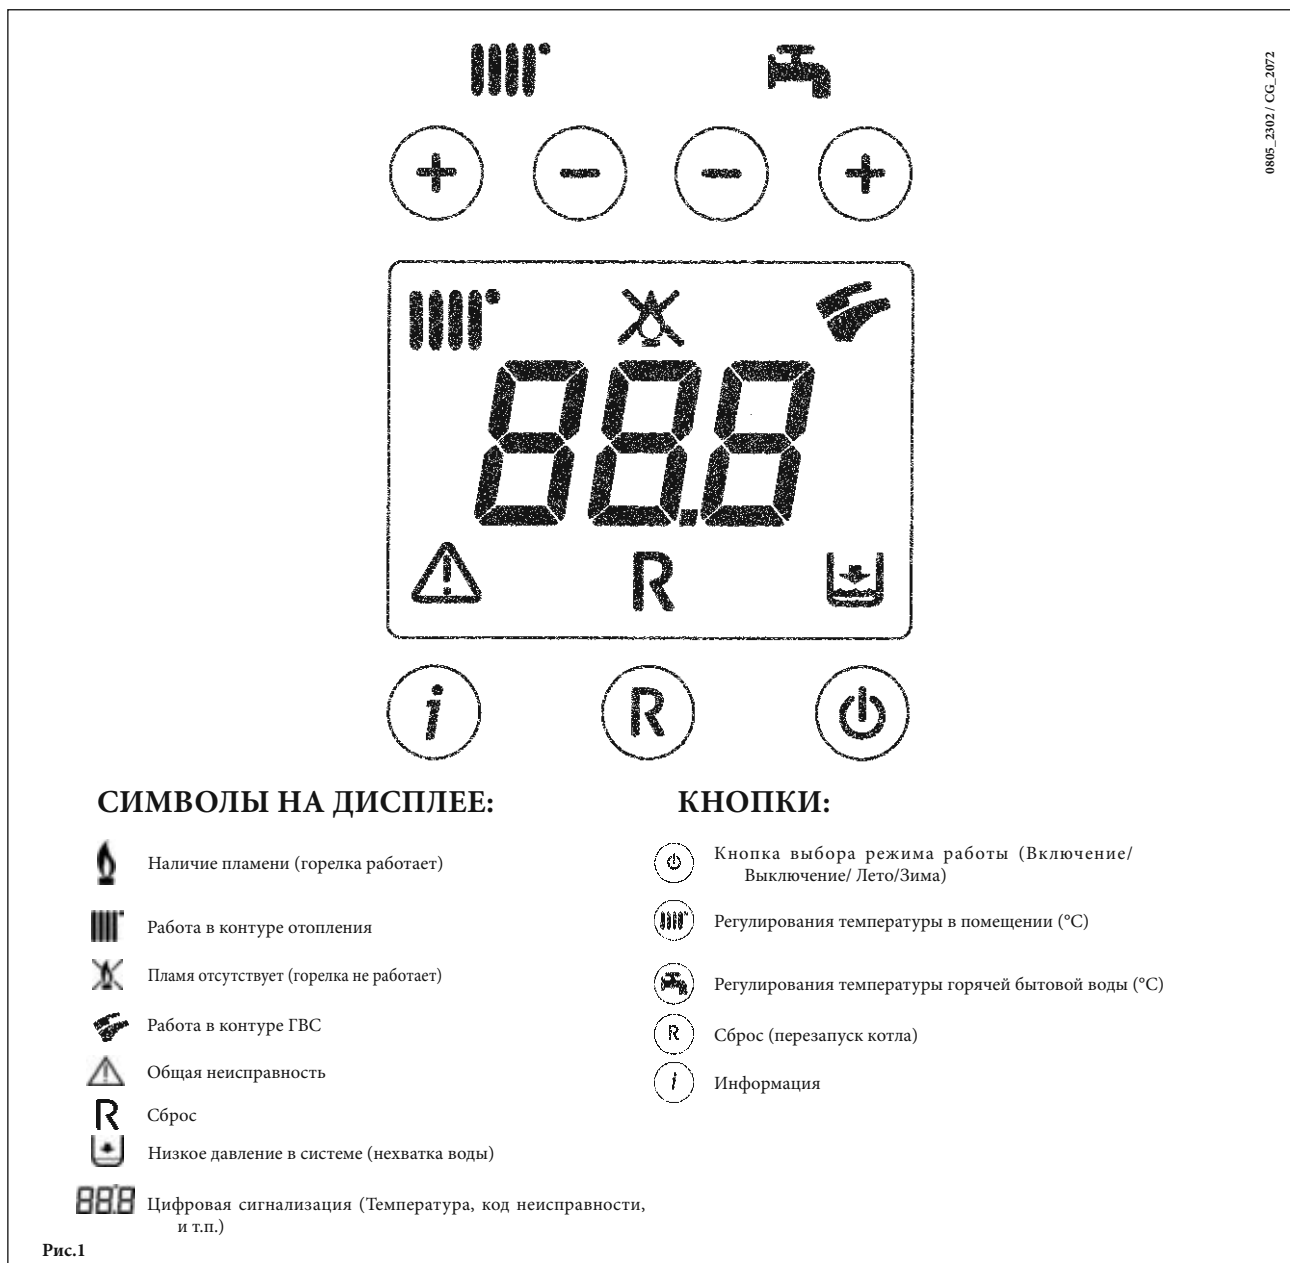 0805_2302 / CG_2072
+ − − +
88.8
R
i R
СИМВОЛЫ НА ДИСПЛЕЕ:
Наличие пламени (горелка работает)
Работа в контуре отопления
Пламя отсутствует (горелка не работает)
Работа в контуре ГВС
Общая неисправность
R Сброс
Низкое давление в системе (нехватка воды)
88.8 Цифровая сигнализация (Температура, код неисправности,
и т.п.)
КНОПКИ:
Кнопка выбора режима работы (Включение/
Выключение/ Лето/Зима)
Регулирования температуры в помещении (°C)
Регулирования температуры горячей бытовой воды (°C)
R Сброс (перезапуск котла)
i Информация
Рис.1